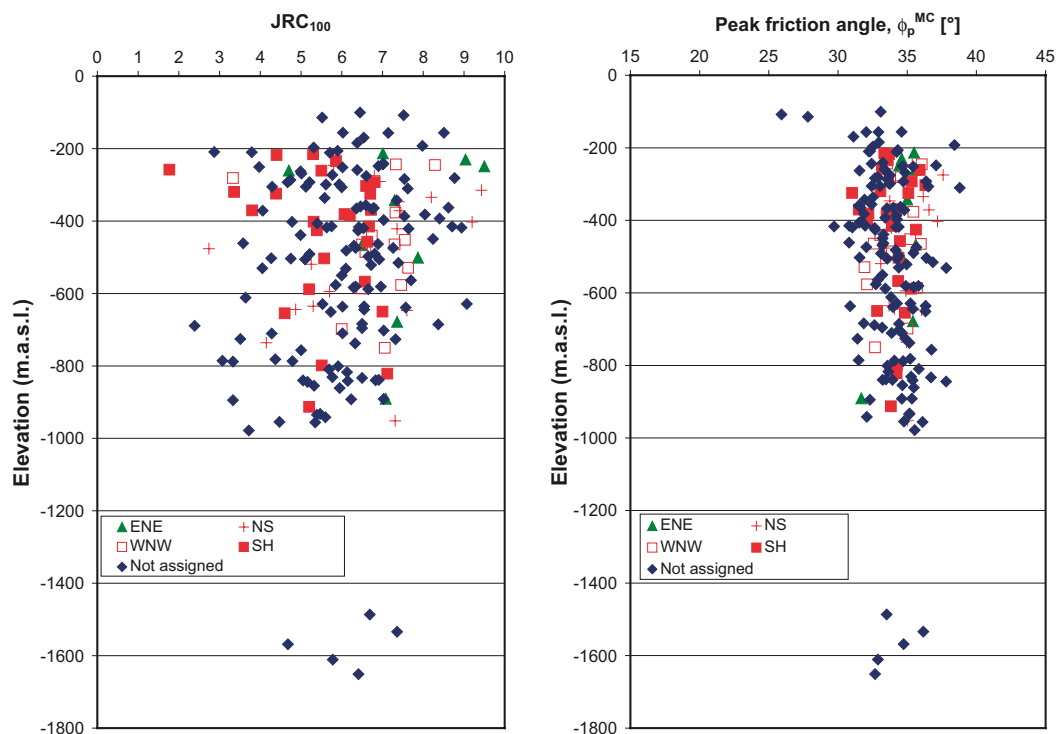 JRC100
0 1 2 3 4 5 6 7 8 9 10
0
-200
-400
-600
-800
-1000
-1200
-1400
-1600
-1800
Elevation (m.a.s.l.)
ENE NS
WNW SH
Not assigned
Peak friction angle, ϕp^MC [°]
15 20 25 30 35 40 45
0
-200
-400
-600
-800
-1000
-1200
-1400
-1600
-1800
Elevation (m.a.s.l.)
ENE NS
WNW SH
Not assigned